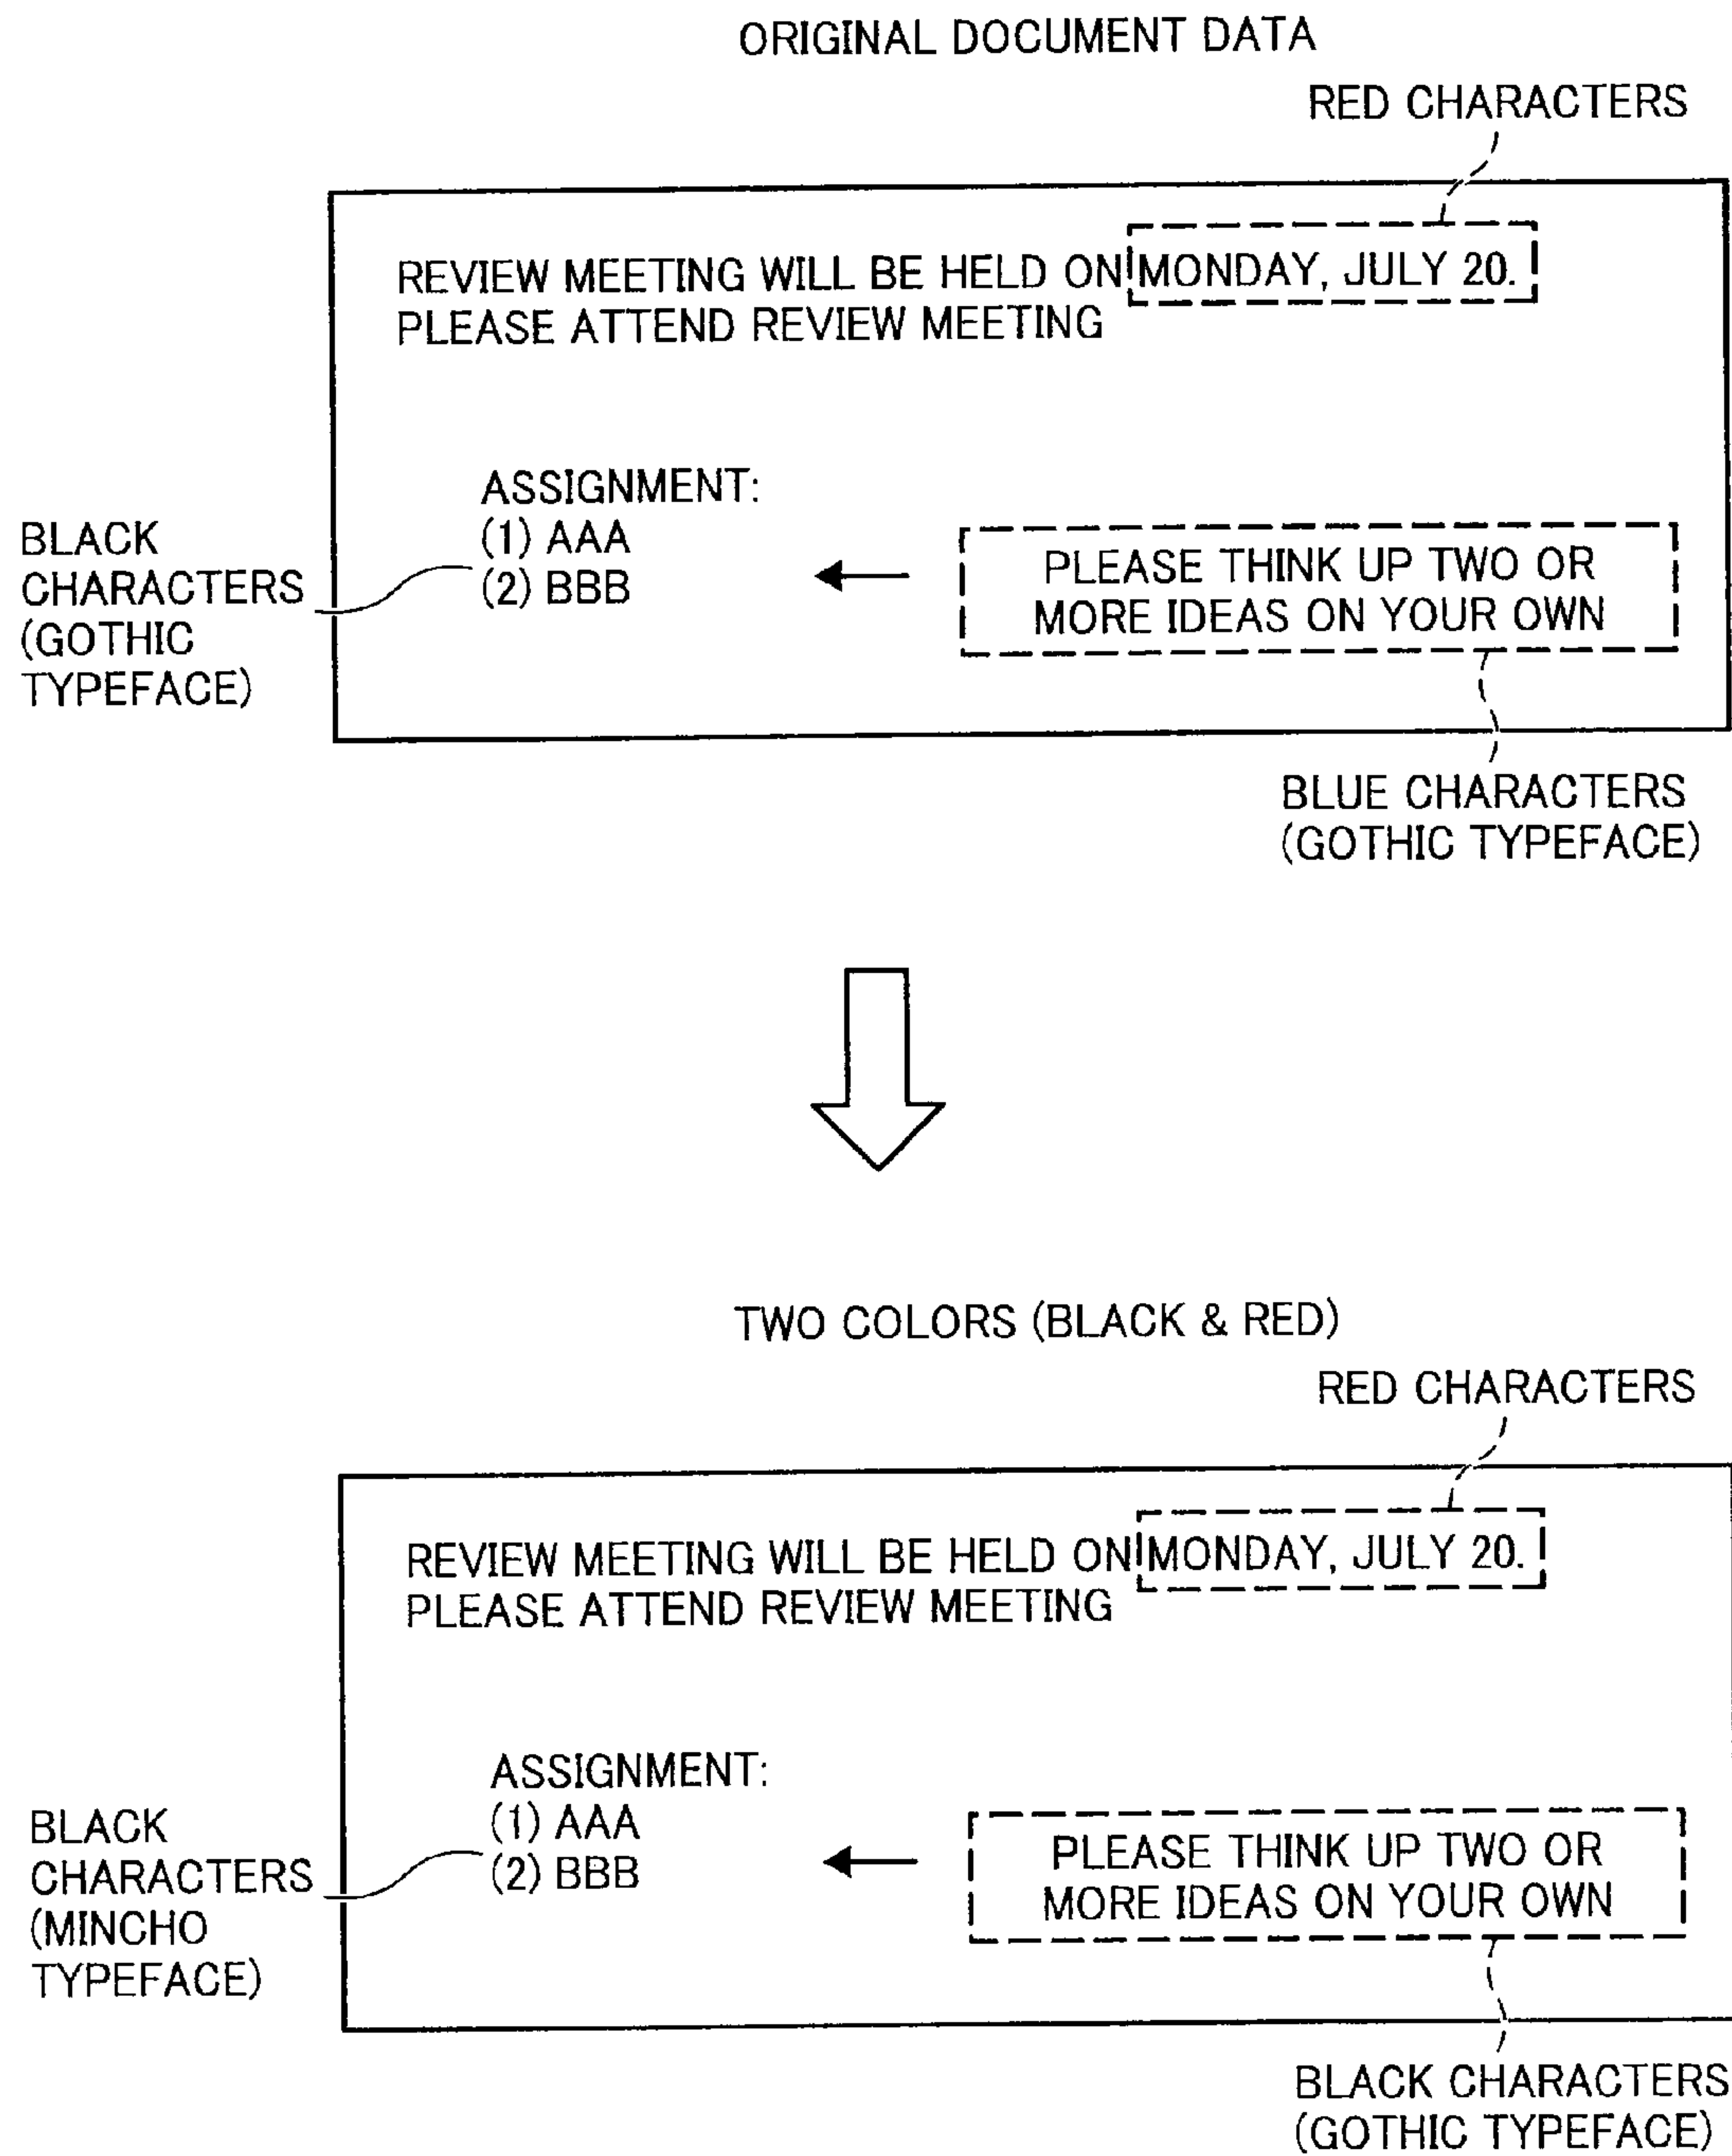 ORIGINAL DOCUMENT DATA
RED CHARACTERS
REVIEW MEETING WILL BE HELD ON MONDAY, JULY 20.
PLEASE ATTEND REVIEW MEETING
ASSIGNMENT:
(1) AAA
(2) BBB
BLACK
CHARACTERS
(GOTHIC
TYPEFACE)
PLEASE THINK UP TWO OR
MORE IDEAS ON YOUR OWN
BLUE CHARACTERS
(GOTHIC TYPEFACE)
TWO COLORS (BLACK & RED)
RED CHARACTERS
REVIEW MEETING WILL BE HELD ON MONDAY, JULY 20.
PLEASE ATTEND REVIEW MEETING
ASSIGNMENT:
(1) AAA
(2) BBB
BLACK
CHARACTERS
(MINCHO
TYPEFACE)
PLEASE THINK UP TWO OR
MORE IDEAS ON YOUR OWN
BLACK CHARACTERS
(GOTHIC TYPEFACE)